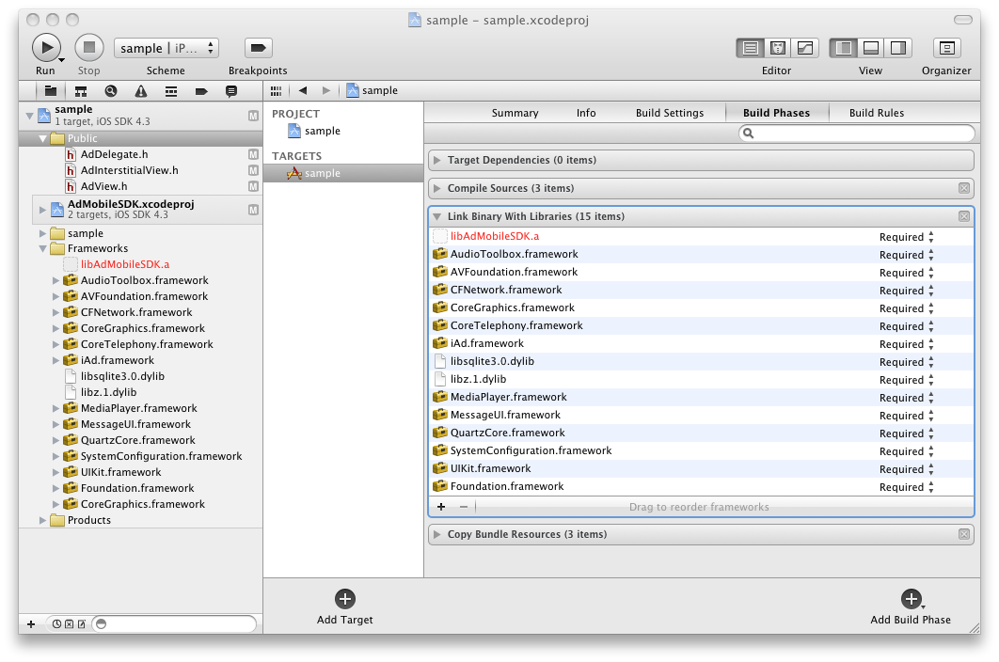 sample – sample.xcodeproj
sample | iP...
Run
Stop
Scheme
Breakpoints
Editor
View
Organizer
sample
sample
1 target, iOS SDK 4.3
M
Public
h AdDelegate.h M
h AdInterstitialView.h M
h AdView.h M
AdMobileSDK.xcodeproj
2 targets, iOS SDK 4.3
M
sample
Frameworks
libAdMobileSDK.a
AudioToolbox.framework
AVFoundation.framework
CFNetwork.framework
CoreGraphics.framework
CoreTelephony.framework
iAd.framework
libsqlite3.0.dylib
libz.1.dylib
MediaPlayer.framework
MessageUI.framework
QuartzCore.framework
SystemConfiguration.framework
UIKit.framework
Foundation.framework
CoreGraphics.framework
Products
PROJECT
sample
TARGETS
sample
Summary Info Build Settings Build Phases Build Rules
Target Dependencies (0 items)
Compile Sources (3 items)
Link Binary With Libraries (15 items)
libAdMobileSDK.a Required
AudioToolbox.framework Required
AVFoundation.framework Required
CFNetwork.framework Required
CoreGraphics.framework Required
CoreTelephony.framework Required
iAd.framework Required
libsqlite3.0.dylib Required
libz.1.dylib Required
MediaPlayer.framework Required
MessageUI.framework Required
QuartzCore.framework Required
SystemConfiguration.framework Required
UIKit.framework Required
Foundation.framework Required
Drag to reorder frameworks
Copy Bundle Resources (3 items)
Add Target
Add Build Phase